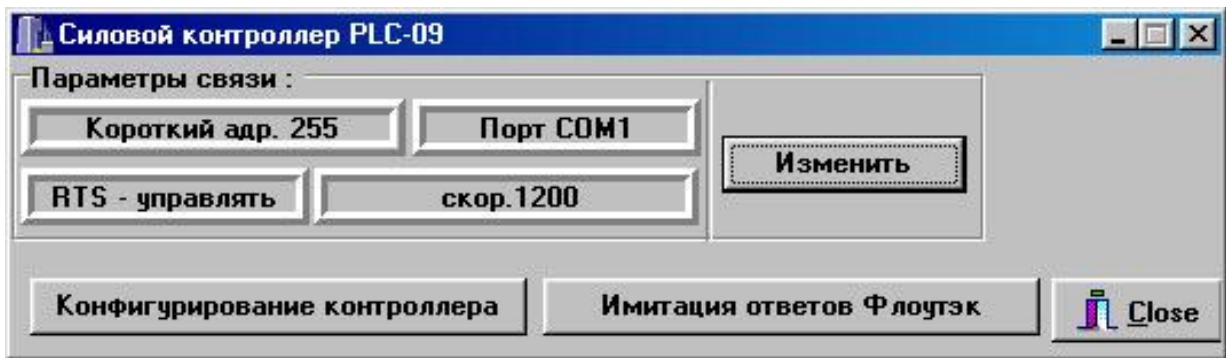 Силовой контроллер PLC-09
Параметры связи :
Короткий адр. 255
Порт COM1
Изменить
RTS - управлять
скор.1200
Конфигурирование контроллера
Имитация ответов Флоутэк
Close